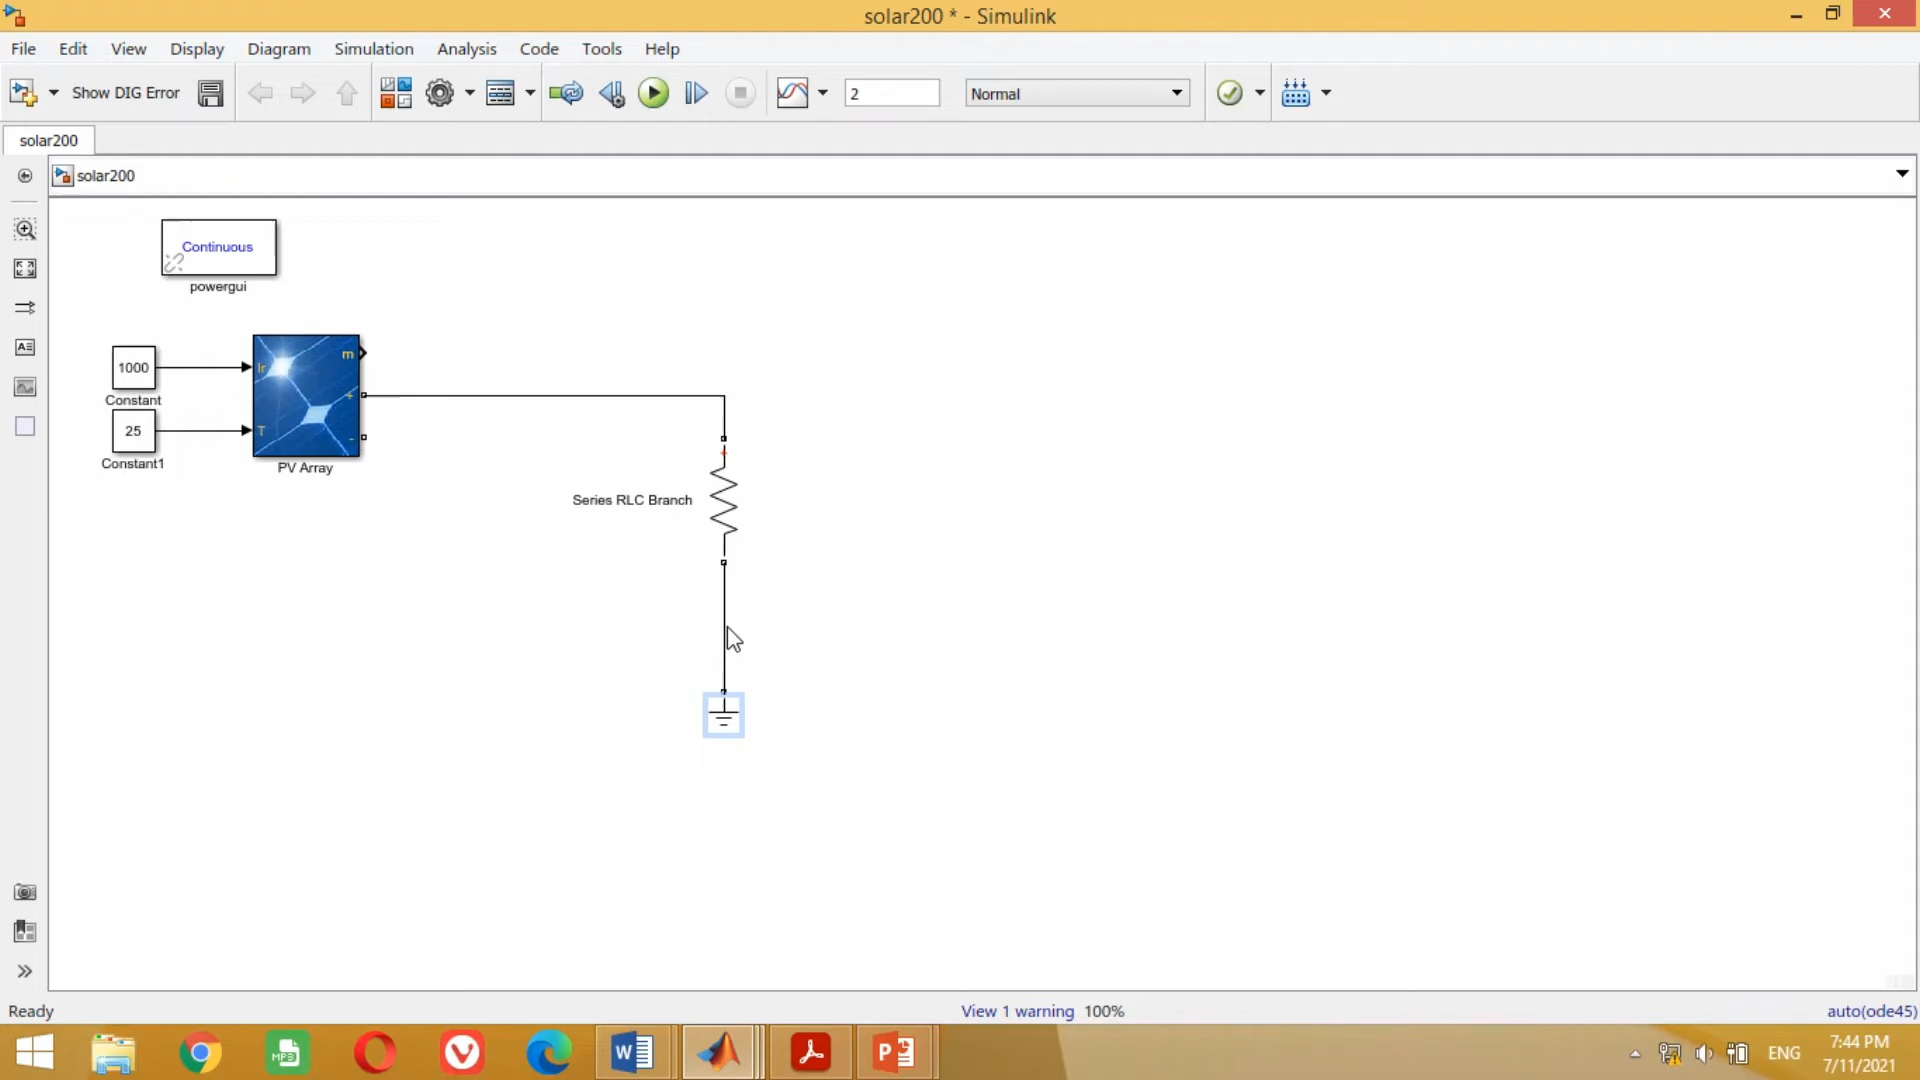 solar200 * - Simulink
File Edit View Display Diagram Simulation Analysis Code Tools Help
Show DIG Error 2 Normal
solar200
solar200
Continuous
powergui
1000
Constant
25
Constant1
Ir
T
m
+
-
PV Array
+
Series RLC Branch
Ready View 1 warning 100% auto(ode45)
MP3 ENG 7:44 PM
7/11/2021